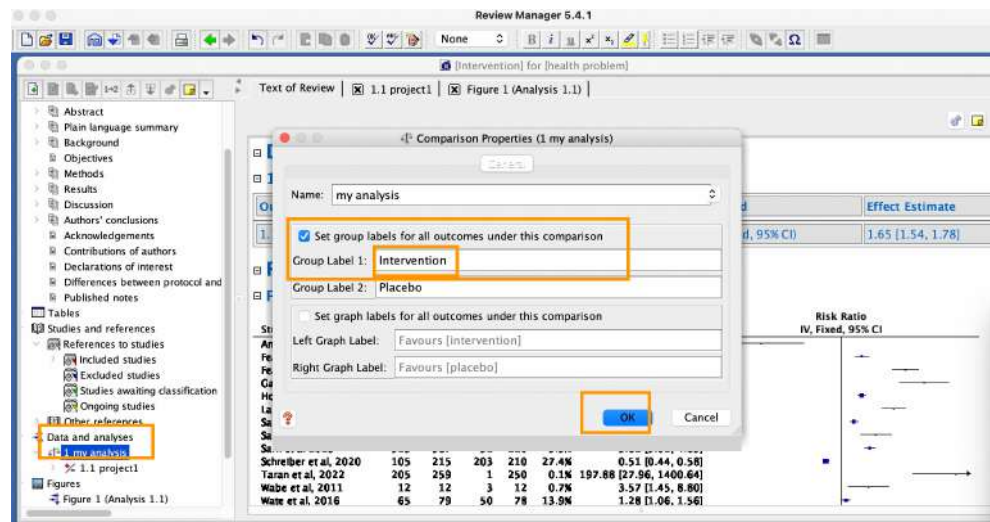 Review Manager 5.4.1
None
[Intervention] for [health problem]
Text of Review
1.1 project1
Figure 1 (Analysis 1.1)
Abstract
Plain language summary
Background
Objectives
Methods
Results
Discussion
Authors' conclusions
Acknowledgements
Contributions of authors
Declarations of interest
Differences between protocol and
Published notes
Tables
Studies and references
References to studies
Included studies
Excluded studies
Studies awaiting classification
Ongoing studies
Other references
Data and analyses
1 my analysis
1.1 project1
Figures
Figure 1 (Analysis 1.1)
Comparison Properties (1 my analysis)
General
Name: my analysis
Set group labels for all outcomes under this comparison
Group Label 1: Intervention
Group Label 2: Placebo
Set graph labels for all outcomes under this comparison
Left Graph Label: Favours [intervention]
Right Graph Label: Favours [placebo]
OK Cancel
Effect Estimate
d, 95% CI) 1.65 [1.54, 1.78]
Risk Ratio
IV, Fixed, 95% CI
Schreiber et al, 2020 105 215 203 210 27.4% 0.51 [0.44, 0.58]
Taran et al, 2022 205 259 1 250 0.1% 197.88 [27.96, 1400.64]
Wabe et al, 2011 12 12 3 12 0.7% 3.57 [1.45, 8.80]
Wate et al, 2016 65 79 50 78 13.9% 1.28 [1.06, 1.56]